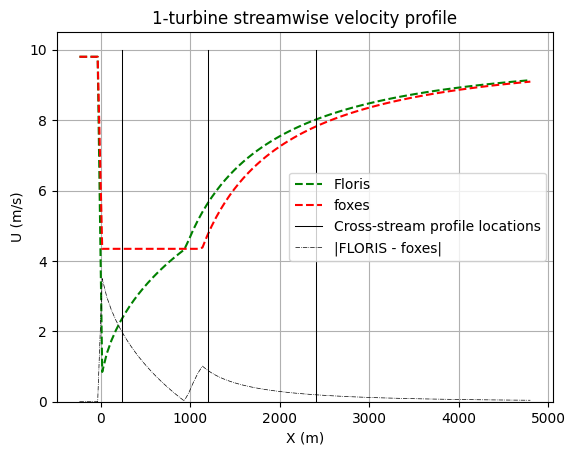 1-turbine streamwise velocity profile
U (m/s)
10
8
6
4
2
0
Floris
foxes
Cross-stream profile locations
|FLORIS - foxes|
0
1000
2000
3000
4000
5000
X (m)